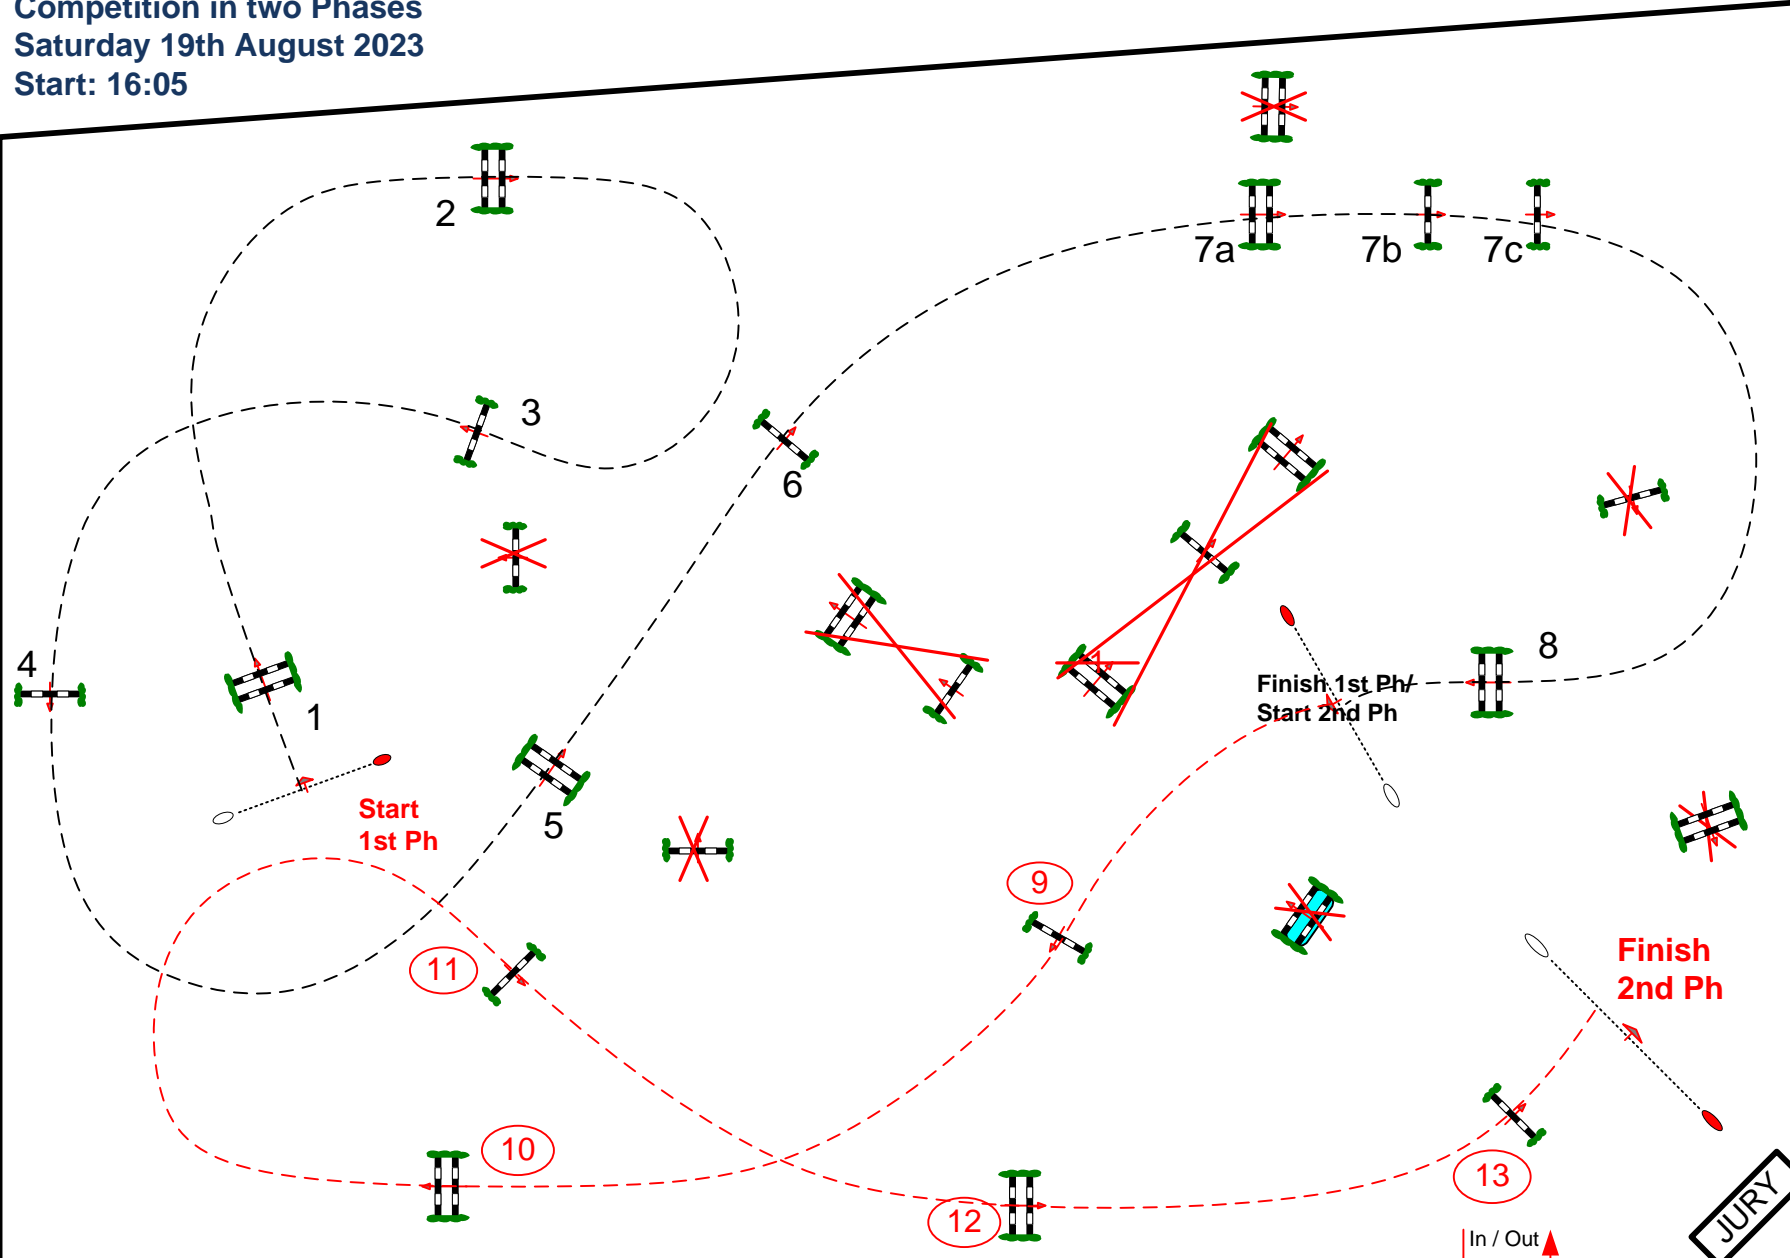 Competition in two Phases
Saturday 19th August 2023
Start: 16:05
2
7a
7b
7c
3
6
4
8
1
Finish 1st Ph/
Start 2nd Ph
Start
1st Ph
5
9
11
Finish
2nd Ph
10
13
12
JURY
In / Out